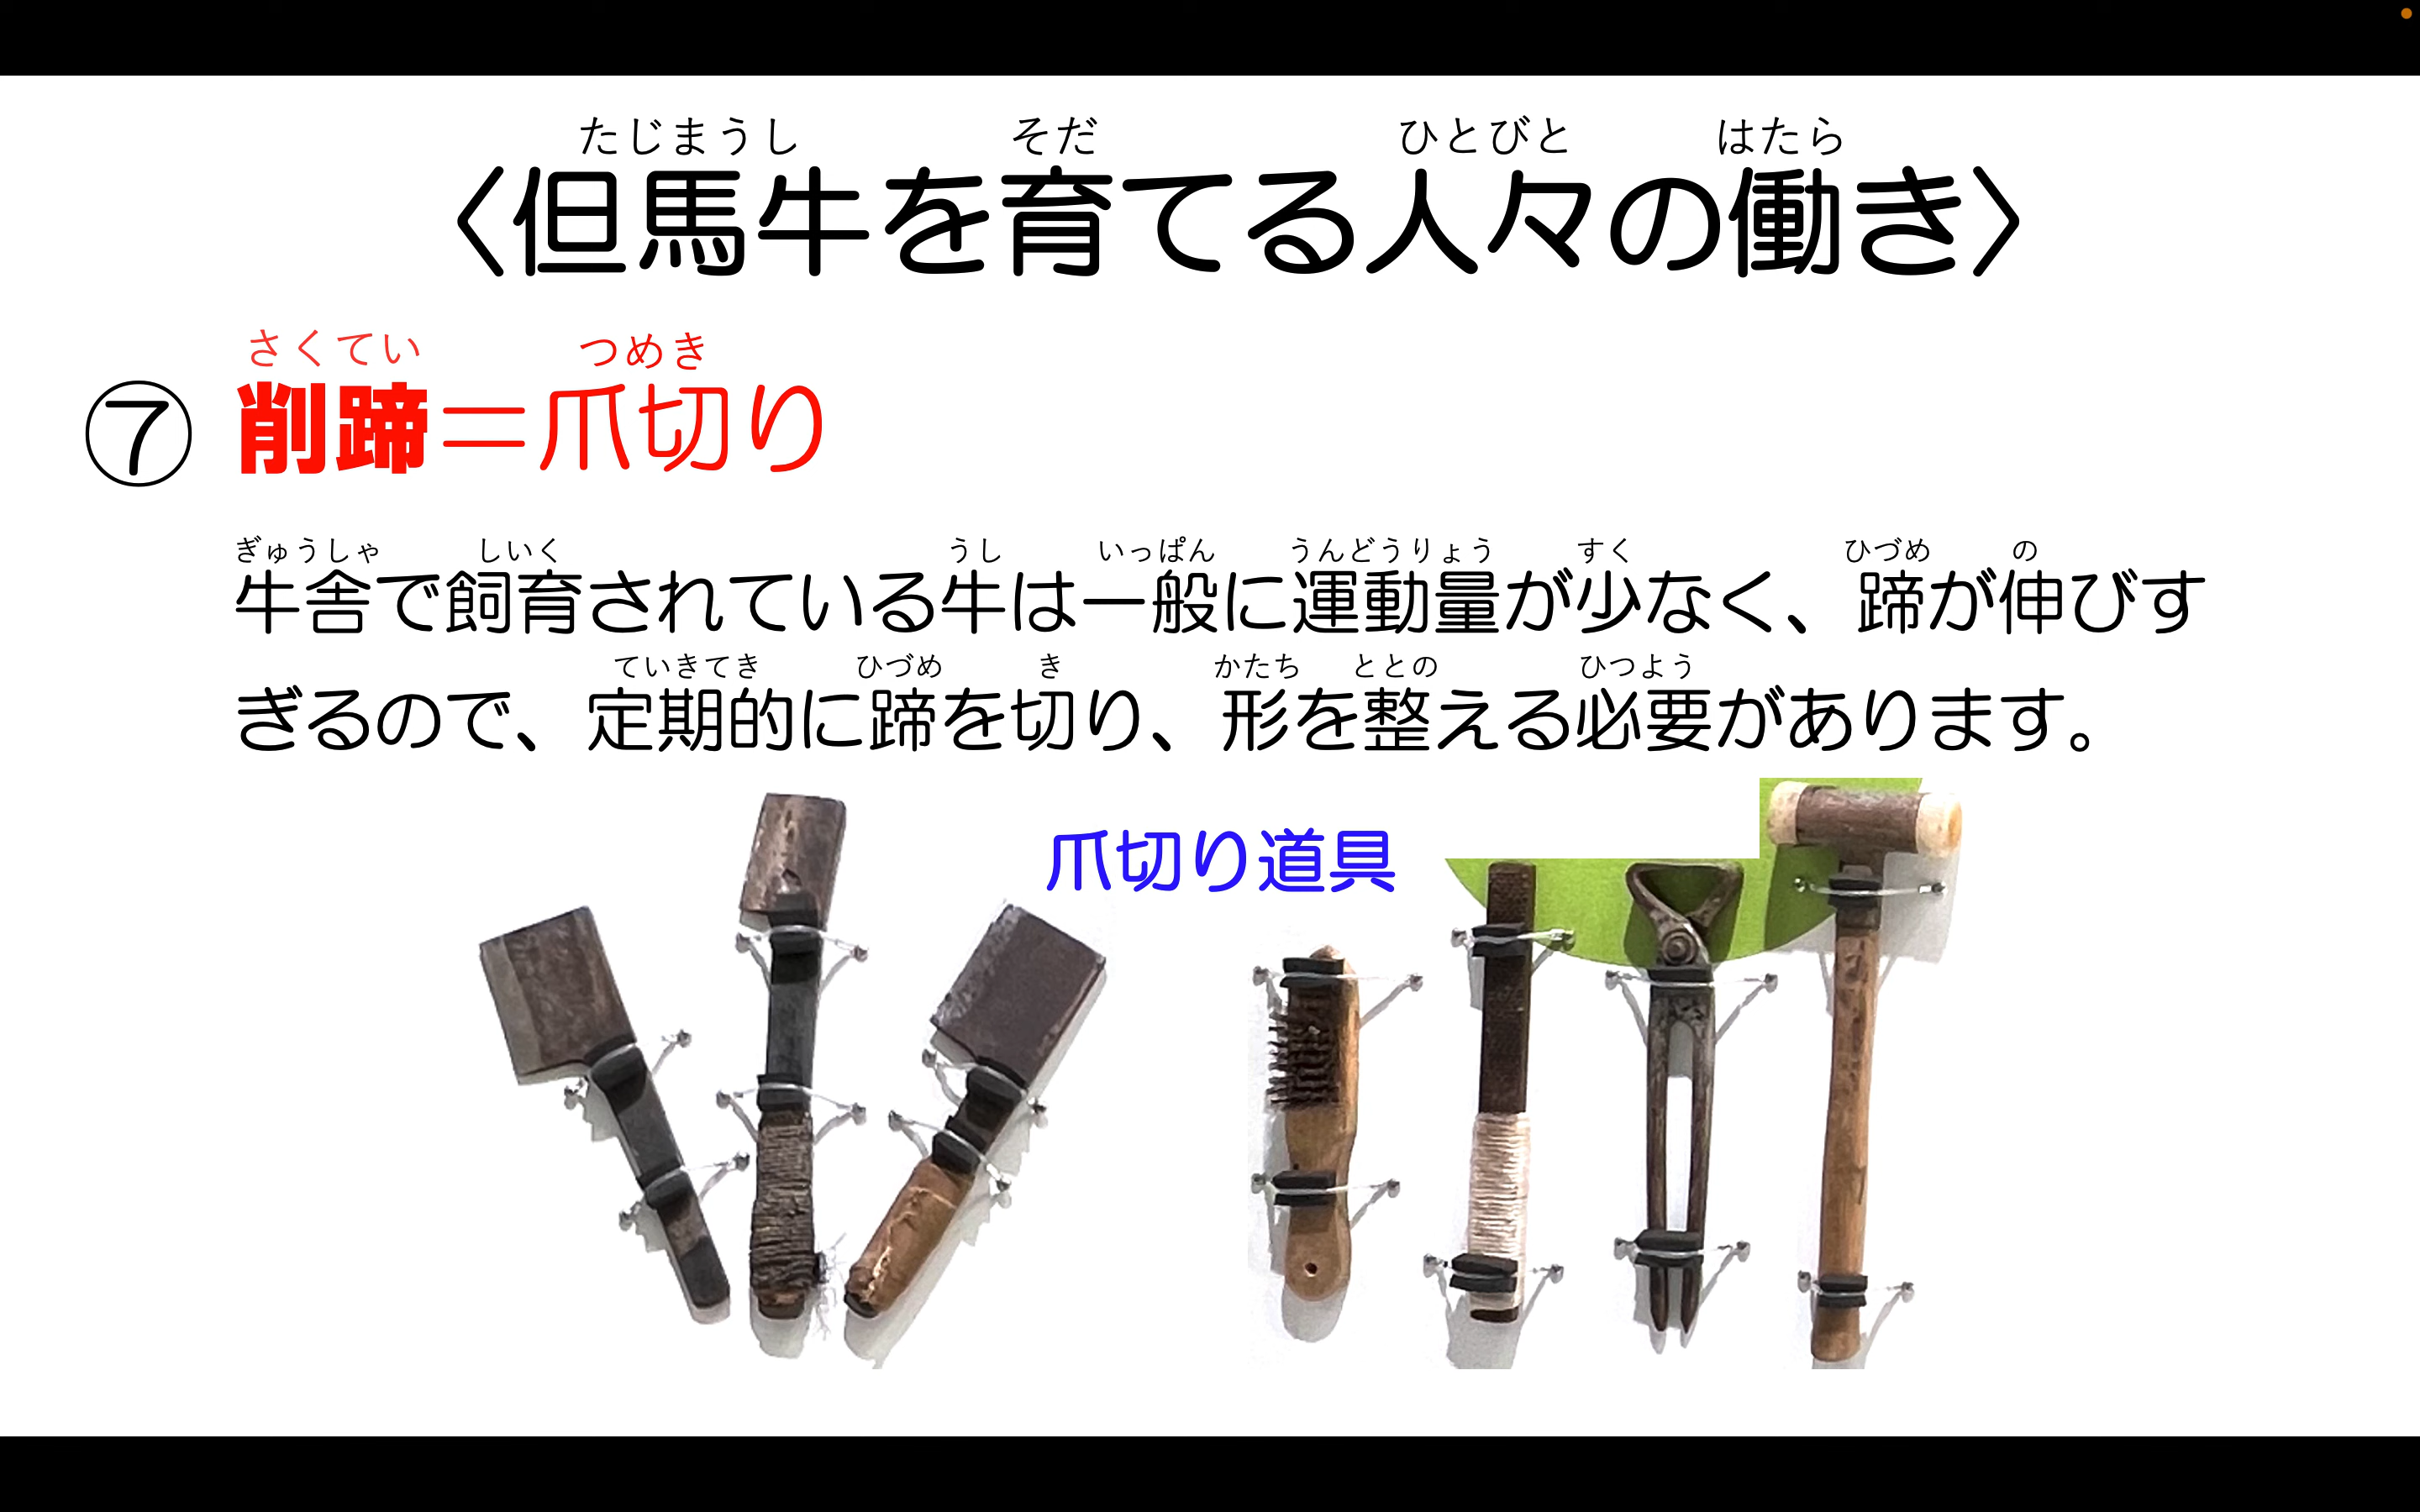 たじまうし そだ ひとびと はたら
〈但馬牛を育てる人々の働き〉
さくてい つめき
⑦ 削蹄＝爪切り
ぎゅうしゃ しいく うし いっぱん うんどうりょう すく ひづめ の
牛舎で飼育されている牛は一般に運動量が少なく、蹄が伸びす
ていきてき ひづめ き かたち ととの ひつよう
ぎるので、定期的に蹄を切り、形を整える必要があります。
爪切り道具